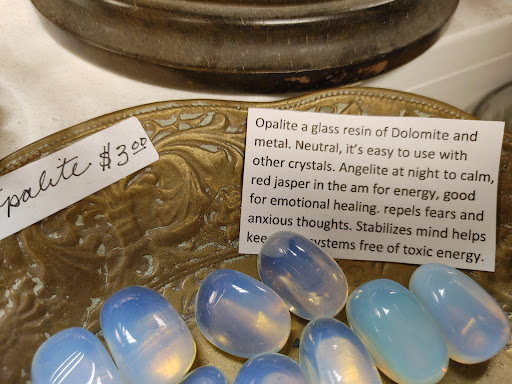 Opalite $3.00
Opalite a glass resin of Dolomite and
metal. Neutral, it's easy to use with
other crystals. Angelite at night to calm,
red jasper in the am for energy, good
for emotional healing. repels fears and
anxious thoughts. Stabilizes mind helps
systems free of toxic energy.